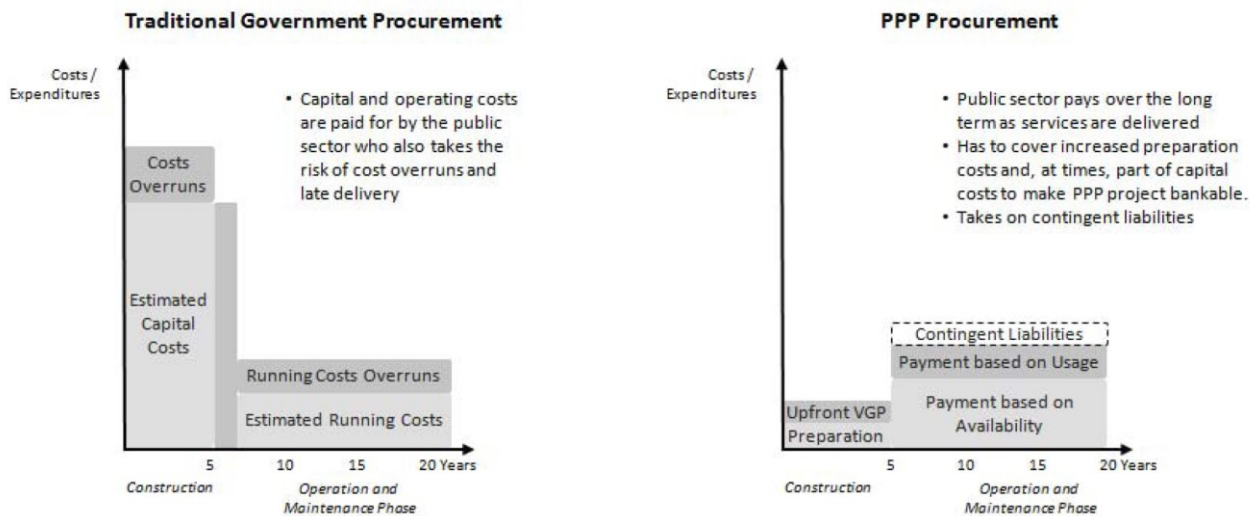 Traditional Government Procurement
Costs /
Expenditures
• Capital and operating costs
are paid for by the public
sector who also takes the
risk of cost overruns and
late delivery
Costs
Overruns
Estimated
Capital
Costs
Running Costs Overruns
Estimated Running Costs
5
10
15
20 Years
Construction
Operation and
Maintenance Phase
PPP Procurement
Costs /
Expenditures
• Public sector pays over the long
term as services are delivered
• Has to cover increased preparation
costs and, at times, part of capital
costs to make PPP project bankable.
• Takes on contingent liabilities
Contingent Liabilities
Payment based on Usage
Payment based on
Availability
Upfront VGP
Preparation
5
10
15
20 Years
Construction
Operation and
Maintenance Phase